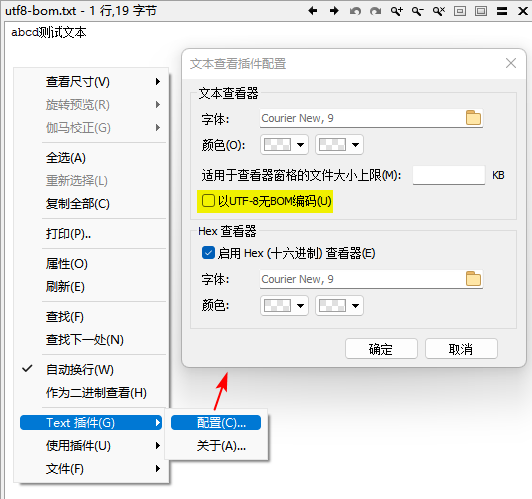 utf8-bom.txt - 1 行,19 字节
abcd测试文本
查看尺寸(V)
旋转预览(R)
伽马校正(G)
全选(A)
重新选择(L)
复制全部(C)
打印(P)..
属性(O)
刷新(E)
查找(F)
查找下一处(N)
自动换行(W)
作为二进制查看(H)
Text 插件(G)
使用插件(U)
文件(F)
配置(C)...
关于(A)...
文本查看插件配置
文本查看器
字体: Courier New, 9
颜色(O):
适用于查看器窗格的文件大小上限(M): KB
以UTF-8无BOM编码(U)
Hex 查看器
启用 Hex (十六进制) 查看器(E)
字体: Courier New, 9
颜色:
确定 取消